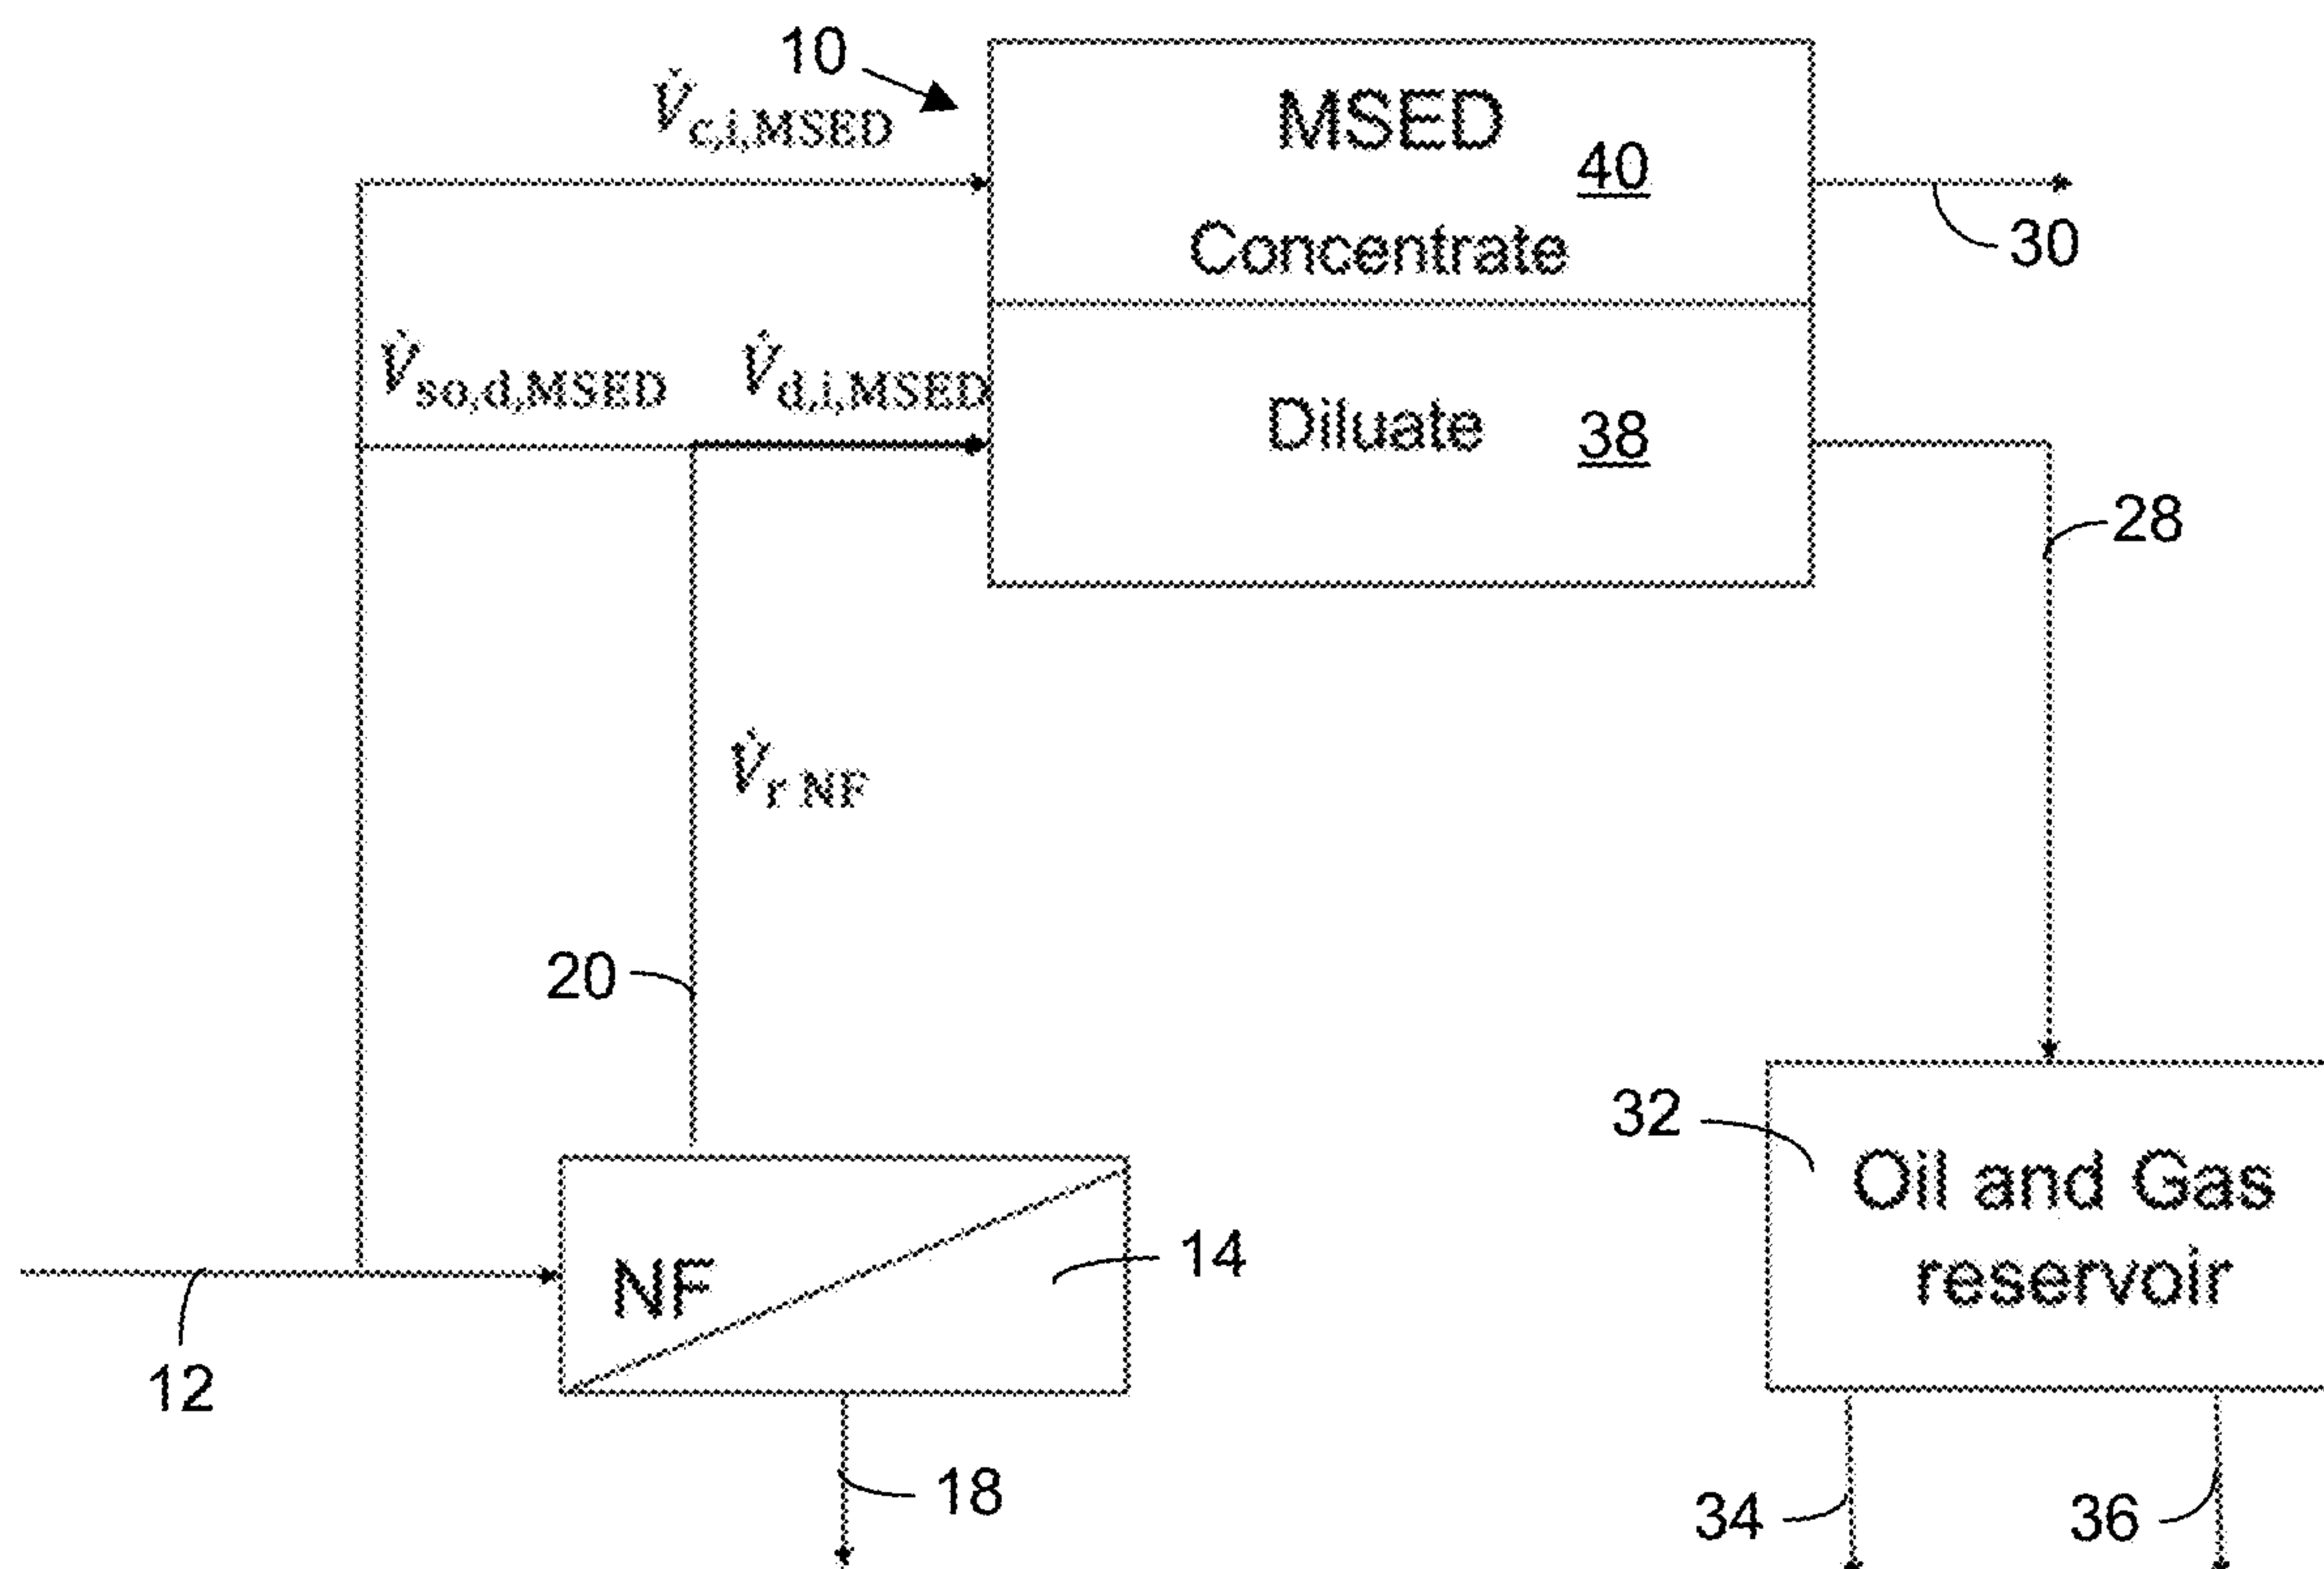 10
V̇c,i,MSED
MSED
40
Concentrate
30
V̇so,d,MSED
V̇d,i,MSED
Diluate
38
28
V̇r NF
20
32
Oil and Gas
reservoir
NF
14
12
18
34
36